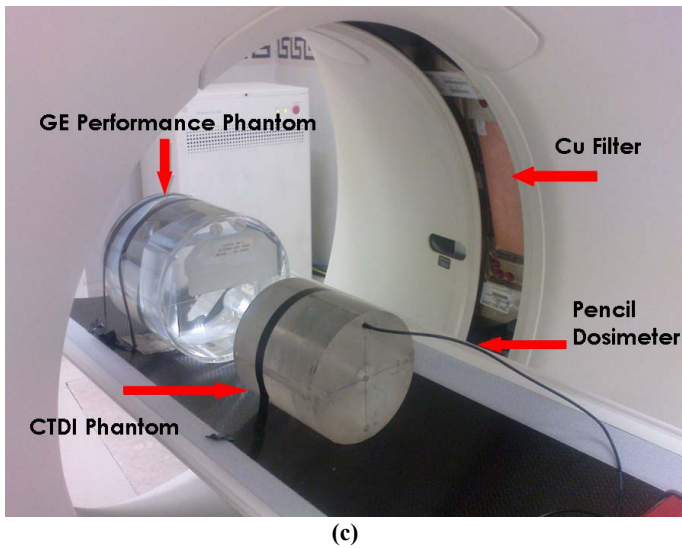 GE Performance Phantom
Cu Filter
Pencil
Dosimeter
CTDI Phantom
(c)